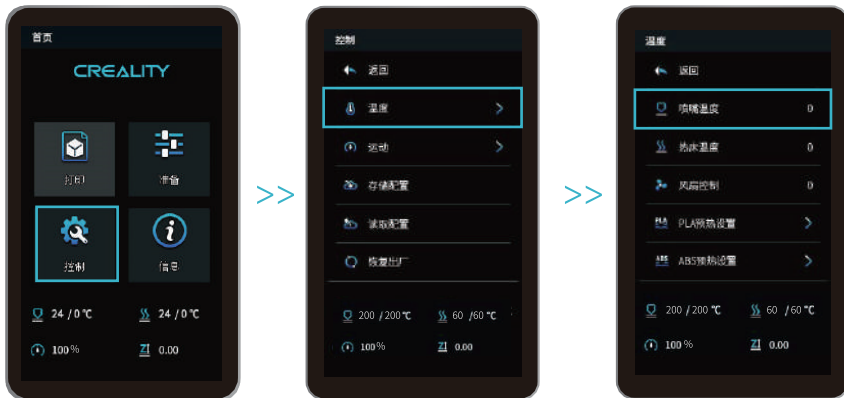 首页
CREALITY
打印
准备
控制
信息
24 / 0 ℃
24 / 0 ℃
100 %
0.00
>>
控制
返回
温度 >
运动 >
存储配置
读取配置
恢复出厂
200 / 200 ℃
60 / 60 ℃
100 %
0.00
>>
温度
返回
喷嘴温度 0
热床温度 0
风扇控制 0
PLA PLA预热设置 >
ABS ABS预热设置 >
200 / 200 ℃
60 / 60 ℃
100 %
0.00